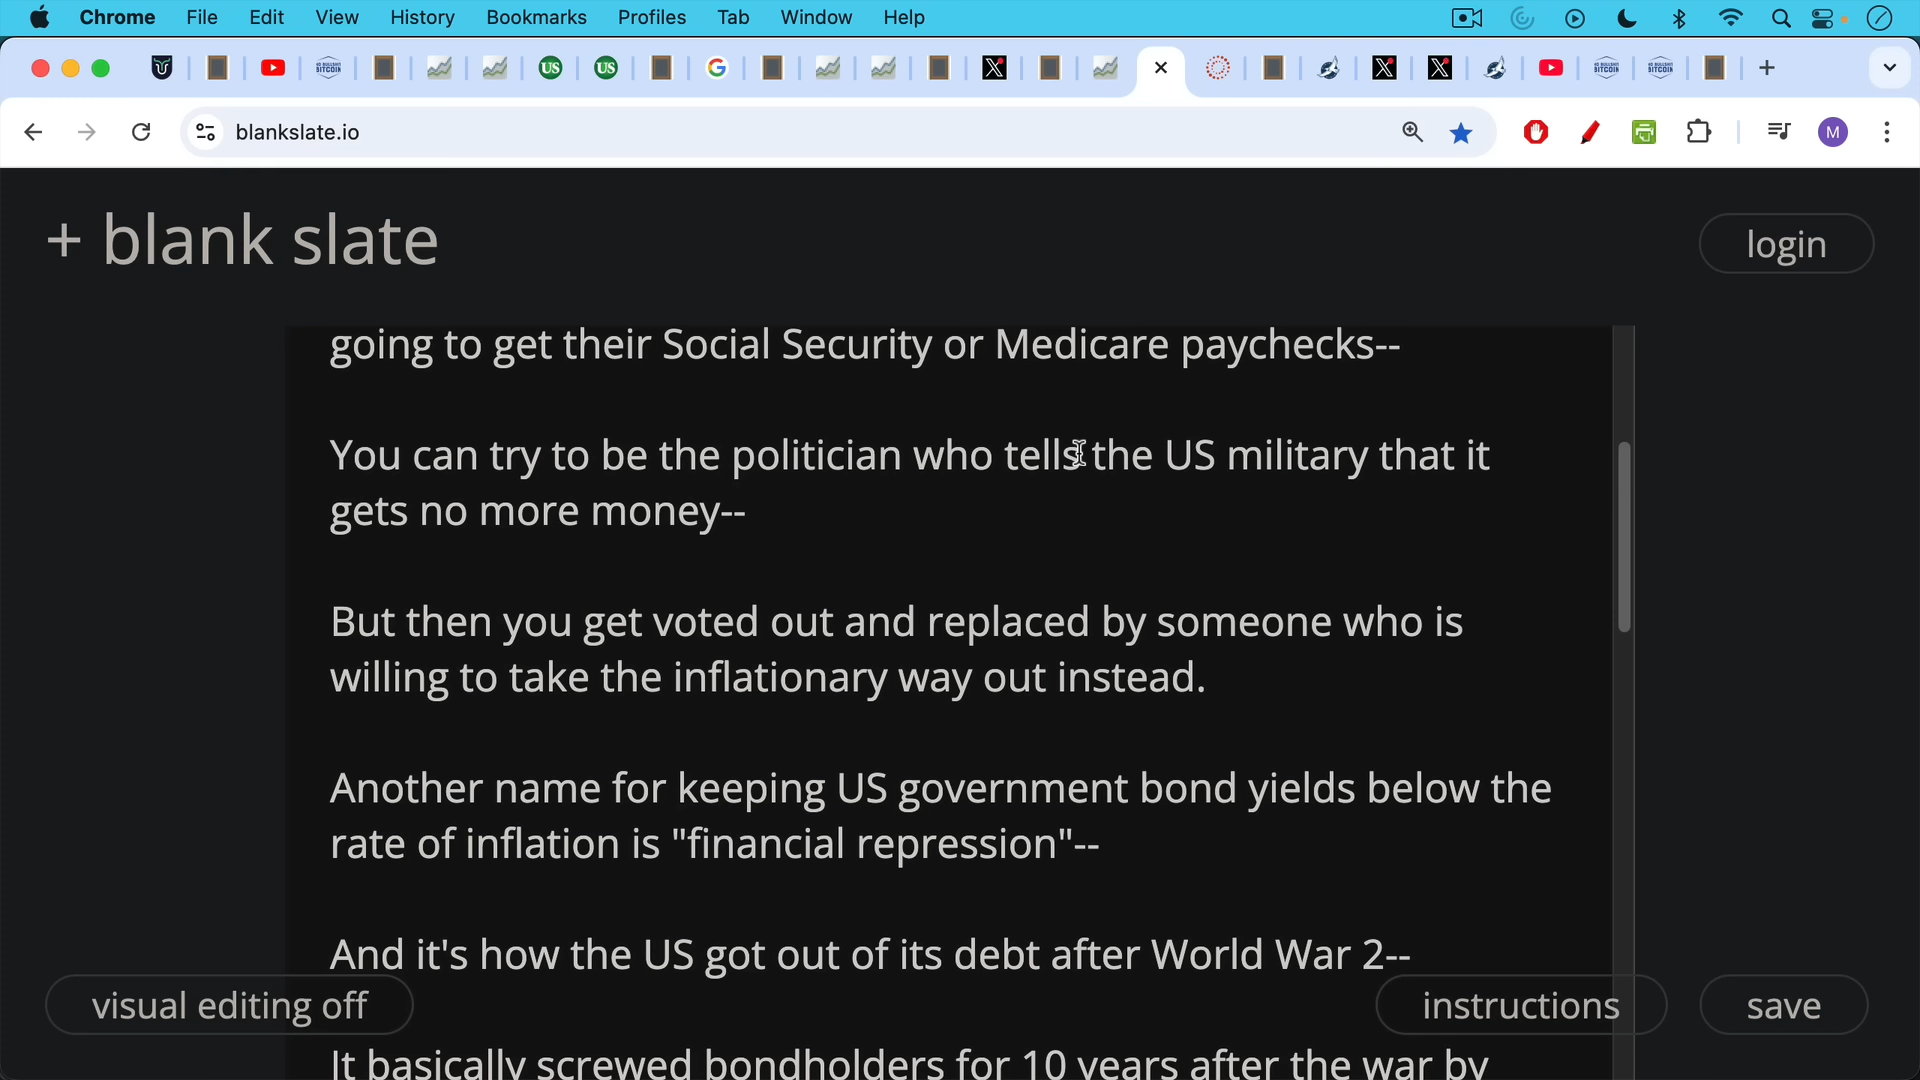 Chrome File Edit View History Bookmarks Profiles Tab Window Help
blankslate.io
M
+ blank slate
login
going to get their Social Security or Medicare paychecks--
You can try to be the politician who tells the US military that it
gets no more money--
But then you get voted out and replaced by someone who is
willing to take the inflationary way out instead.
Another name for keeping US government bond yields below the
rate of inflation is "financial repression"--
And it's how the US got out of its debt after World War 2--
visual editing off
instructions
save
It basically screwed bondholders for 10 years after the war by